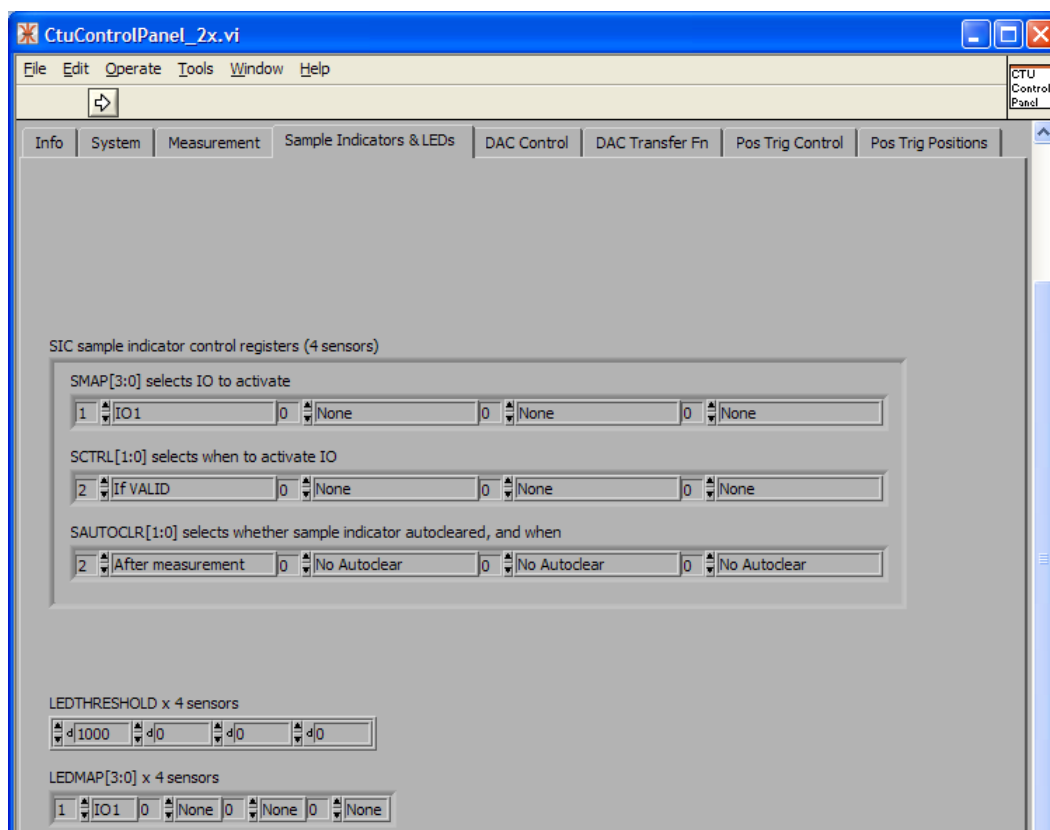 CtuControlPanel_2x.vi
File Edit Operate Tools Window Help
CTU
Control
Panel
Info System Measurement Sample Indicators & LEDs DAC Control DAC Transfer Fn Pos Trig Control Pos Trig Positions
SIC sample indicator control registers (4 sensors)
SMAP[3:0] selects IO to activate
1 IO1 0 None 0 None 0 None
SCTRL[1:0] selects when to activate IO
2 If VALID 0 None 0 None 0 None
SAUTOCLR[1:0] selects whether sample indicator autocleared, and when
2 After measurement 0 No Autoclear 0 No Autoclear 0 No Autoclear
LEDTHRESHOLD x 4 sensors
d 1000 d 0 d 0 d 0
LEDMAP[3:0] x 4 sensors
1 IO1 0 None 0 None 0 None